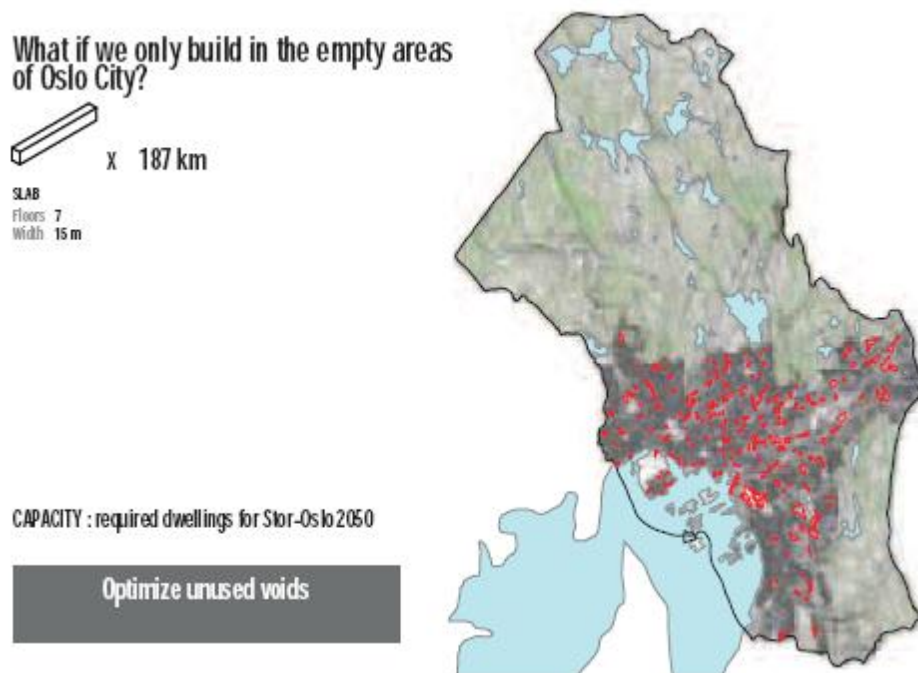 What if we only build in the empty areas
of Oslo City?
x 187 km
SLAB
Floors 7
Width 15 m
CAPACITY : required dwellings for Stor-Oslo 2050
Optimize unused voids